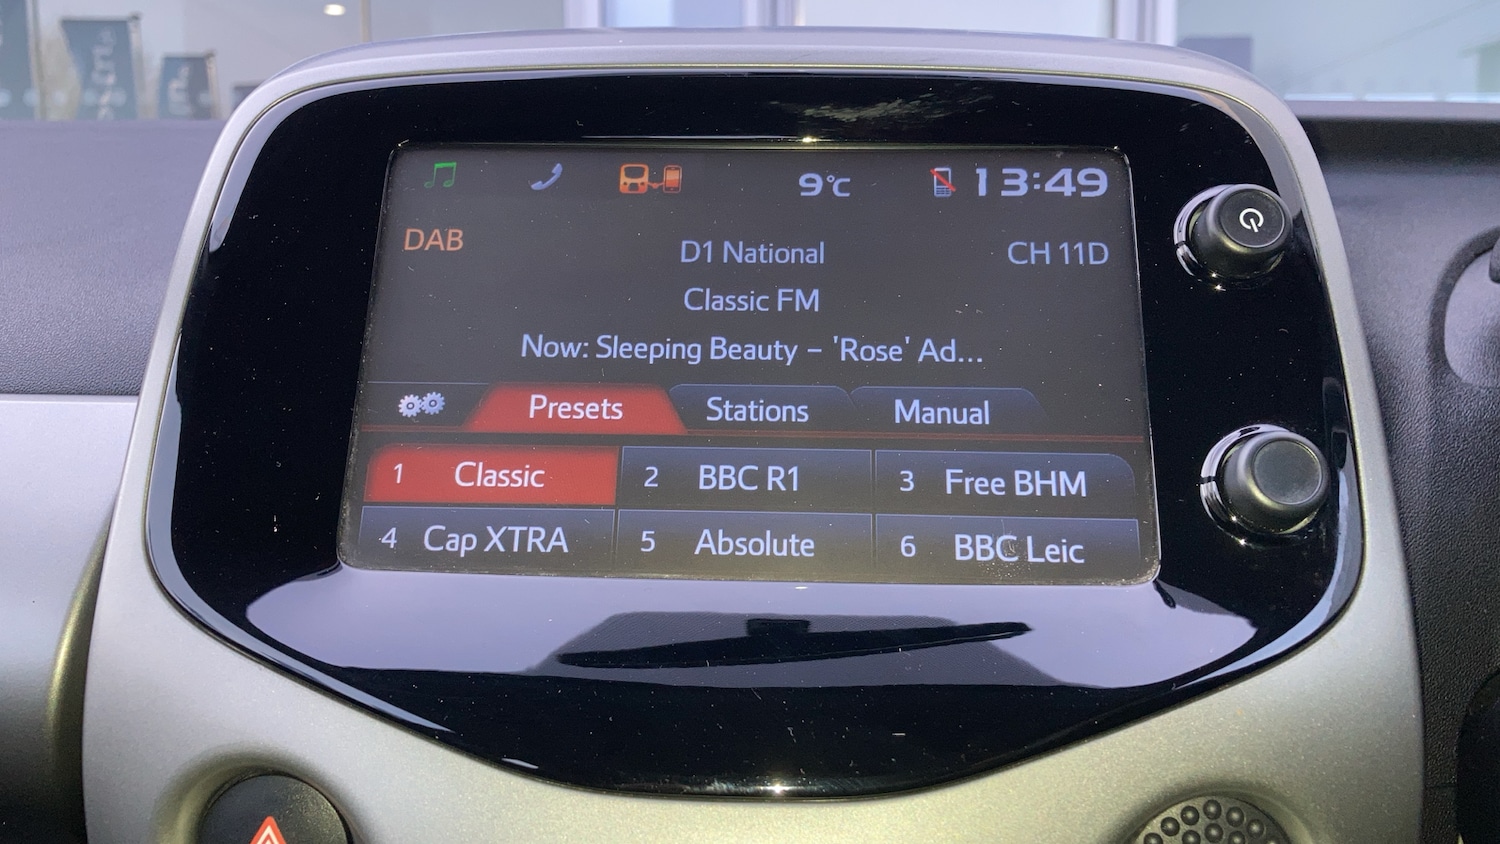 9°C 13:49
DAB D1 National CH 11D
Classic FM
Now: Sleeping Beauty – 'Rose' Ad...
Presets Stations Manual
1 Classic 2 BBC R1 3 Free BHM
4 Cap XTRA 5 Absolute 6 BBC Leic